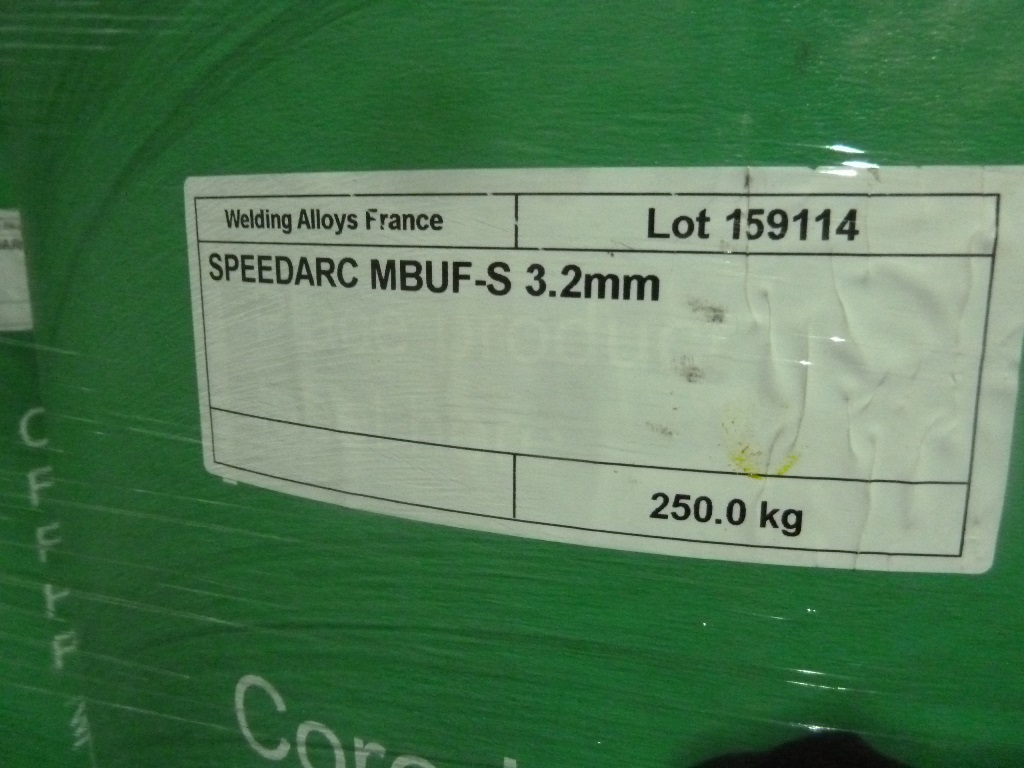 Welding Alloys France
Lot 159114
SPEEDARC MBUF-S 3.2mm
250.0 kg